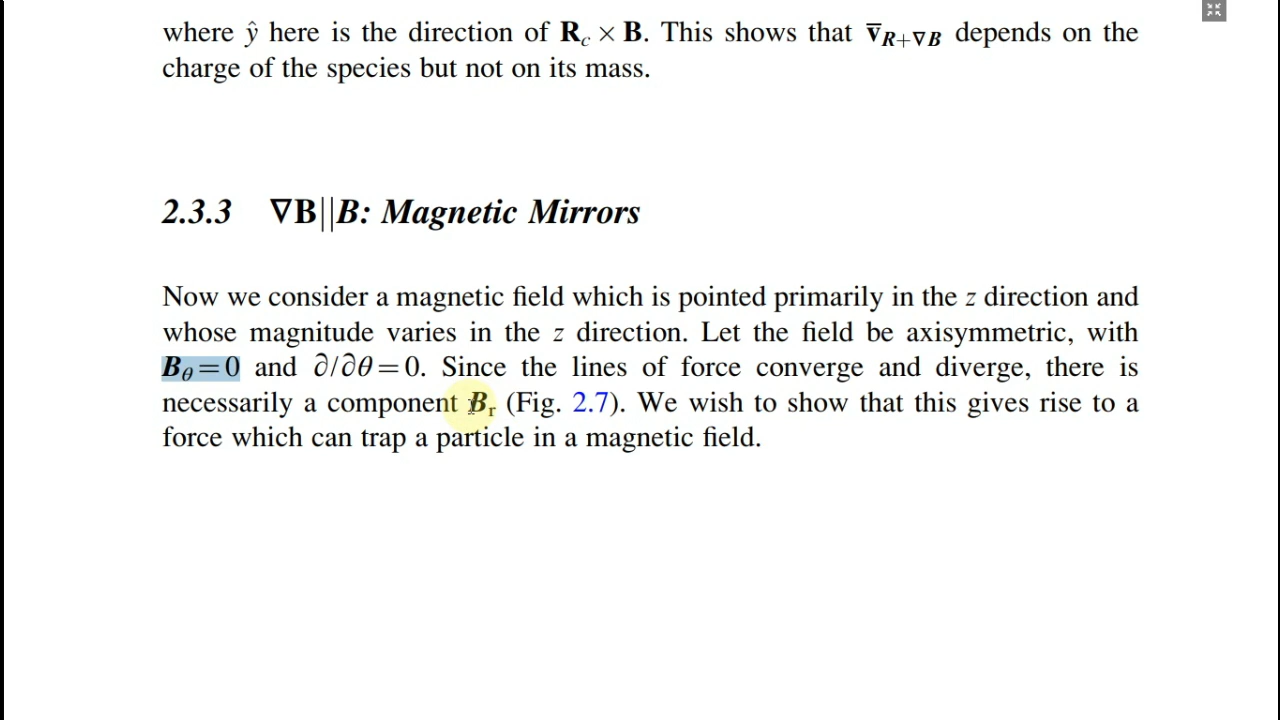 where ŷ here is the direction of R_c × B. This shows that v̄_{R+∇B} depends on the
charge of the species but not on its mass.
2.3.3 ∇B||B: Magnetic Mirrors
Now we consider a magnetic field which is pointed primarily in the z direction and
whose magnitude varies in the z direction. Let the field be axisymmetric, with
B_θ = 0 and ∂/∂θ = 0. Since the lines of force converge and diverge, there is
necessarily a component B_r (Fig. 2.7). We wish to show that this gives rise to a
force which can trap a particle in a magnetic field.